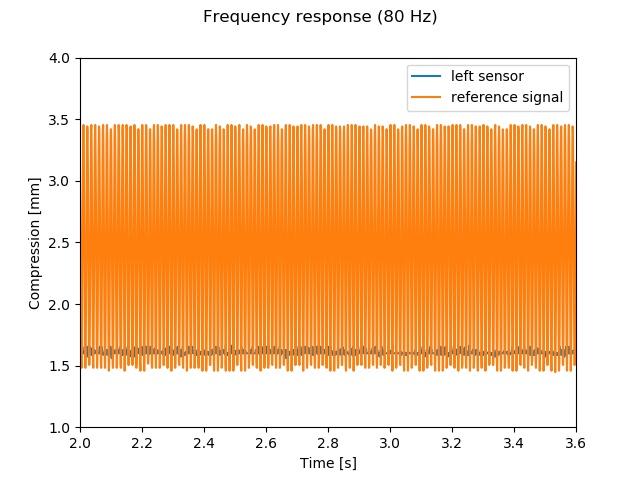 Frequency response (80 Hz)
left sensor
reference signal
4.0
3.5
3.0
2.5
2.0
1.5
1.0
Compression [mm]
2.0 2.2 2.4 2.6 2.8 3.0 3.2 3.4 3.6
Time [s]